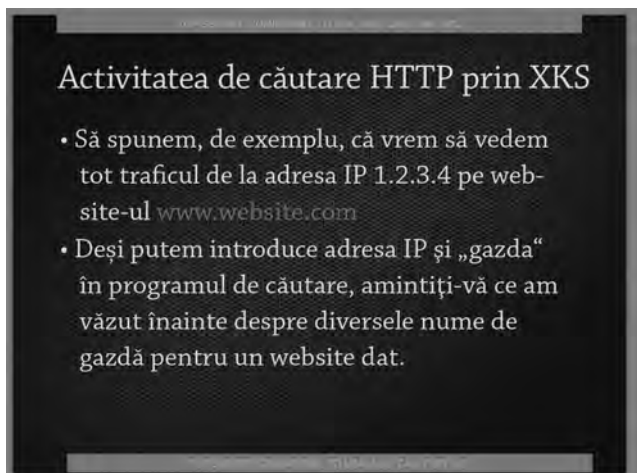 Activitatea de căutare HTTP prin XKS
• Să spunem, de exemplu, că vrem să vedem
tot traficul de la adresa IP 1.2.3.4 pe web-
site-ul www.website.com
• Deși putem introduce adresa IP şi „gazda“
în programul de căutare, amintiţi-vă ce am
văzut înainte despre diversele nume de
gazdă pentru un website dat.